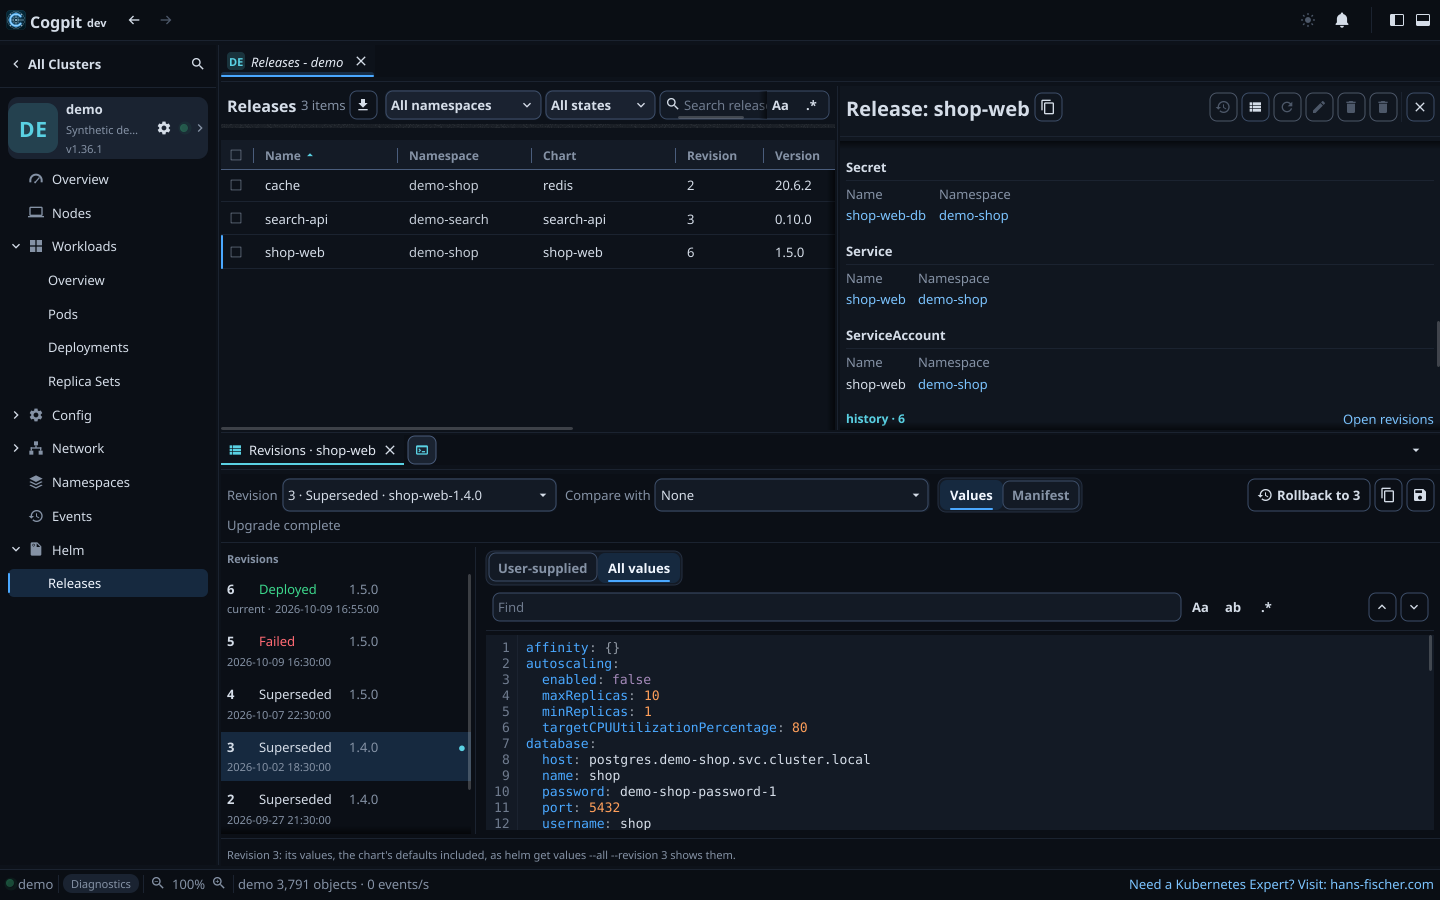 Cogpit dev
All Clusters
DE demo
Synthetic de...
v1.36.1
Overview
Nodes
Workloads
Overview
Pods
Deployments
Replica Sets
Config
Network
Namespaces
Events
Helm
Releases
DE Releases - demo
Releases 3 items All namespaces All states Search releas Aa .*
Name Namespace Chart Revision Version
cache demo-shop redis 2 20.6.2
search-api demo-search search-api 3 0.10.0
shop-web demo-shop shop-web 6 1.5.0
Release: shop-web
Secret
Name Namespace
shop-web-db demo-shop
Service
Name Namespace
shop-web demo-shop
ServiceAccount
Name Namespace
shop-web demo-shop
history · 6 Open revisions
Revisions · shop-web
Revision 3 · Superseded · shop-web-1.4.0 Compare with None Values Manifest Rollback to 3
Upgrade complete
Revisions
6 Deployed 1.5.0
current · 2026-10-09 16:55:00
5 Failed 1.5.0
2026-10-09 16:30:00
4 Superseded 1.5.0
2026-10-07 22:30:00
3 Superseded 1.4.0
2026-10-02 18:30:00
2 Superseded 1.4.0
2026-09-27 21:30:00
User-supplied All values
Find Aa ab .*
1 affinity: {}
2 autoscaling:
3 enabled: false
4 maxReplicas: 10
5 minReplicas: 1
6 targetCPUUtilizationPercentage: 80
7 database:
8 host: postgres.demo-shop.svc.cluster.local
9 name: shop
10 password: demo-shop-password-1
11 port: 5432
12 username: shop
Revision 3: its values, the chart's defaults included, as helm get values --all --revision 3 shows them.
demo Diagnostics 100% demo 3,791 objects · 0 events/s Need a Kubernetes Expert? Visit: hans-fischer.com